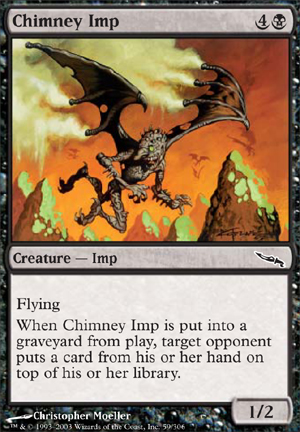 Chimney Imp 4
Creature — Imp
Flying
When Chimney Imp is put into a
graveyard from play, target opponent
puts a card from his or her hand on
top of his or her library.
Christopher Moeller
™ & © 1993-2003 Wizards of the Coast, Inc. 59/306
1/2